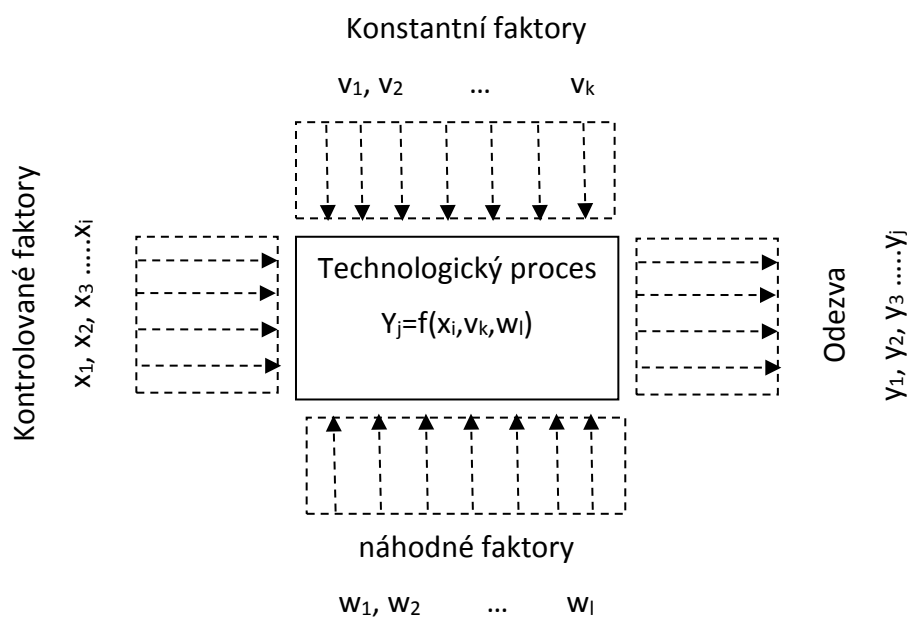 Konstantní faktory
v₁, v₂ ... vₖ
Kontrolované faktory
x₁, x₂, x₃ .....xᵢ
Technologický proces
Yⱼ=f(xᵢ,vₖ,wₗ)
Odezva
y₁, y₂, y₃ .....yⱼ
náhodné faktory
w₁, w₂ ... wₗ